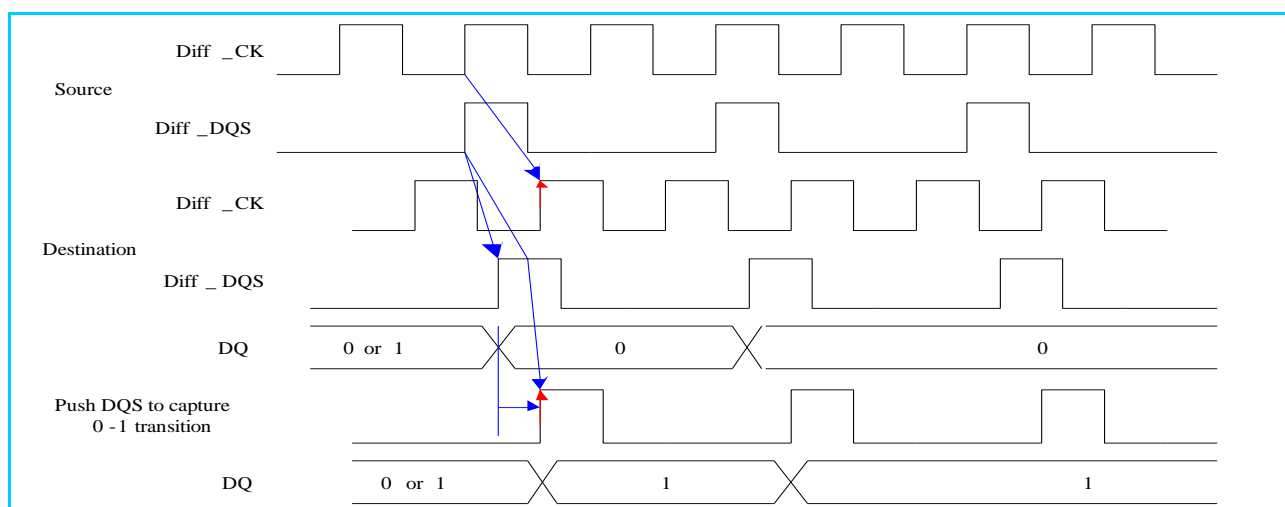 Diff _CK
Source
Diff _DQS
Diff _CK
Destination
Diff _ DQS
DQ 0 or 1 0 0
Push DQS to capture
0 -1 transition
DQ 0 or 1 1 1